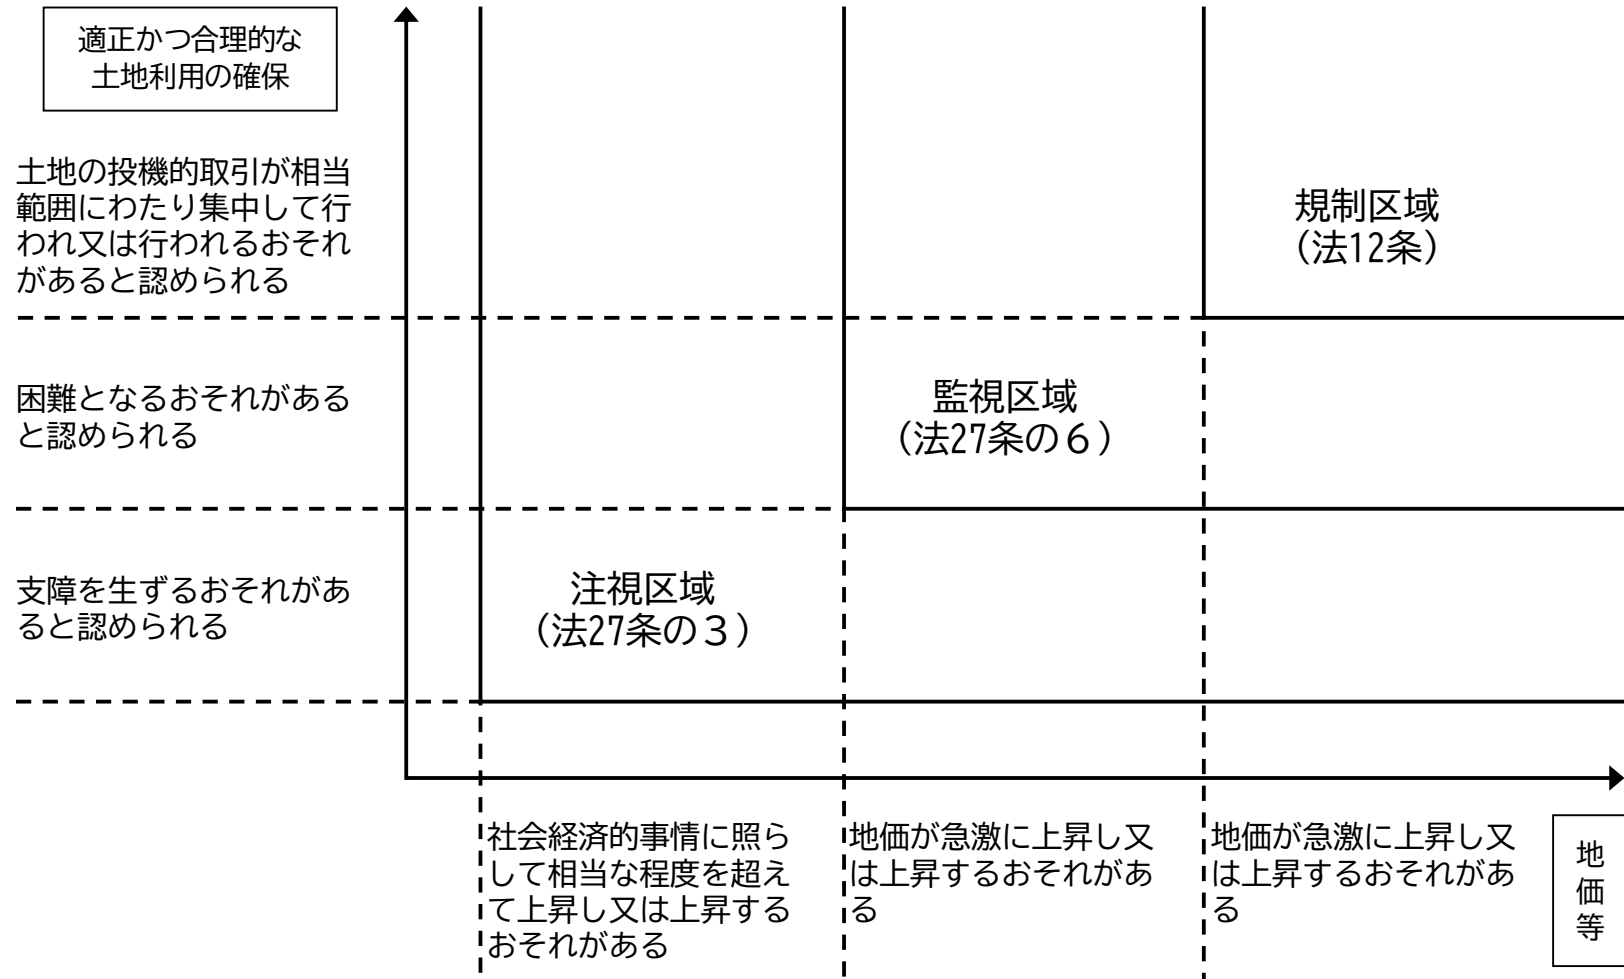 適正かつ合理的な
土地利用の確保
土地の投機的取引が相当
範囲にわたり集中して行
われ又は行われるおそれ
があると認められる
規制区域
（法12条）
困難となるおそれがある
と認められる
監視区域
（法27条の６）
支障を生ずるおそれがあ
ると認められる
注視区域
（法27条の３）
社会経済的事情に照ら
して相当な程度を超え
て上昇し又は上昇する
おそれがある
地価が急激に上昇し又
は上昇するおそれがあ
る
地価が急激に上昇し又
は上昇するおそれがあ
る
地価等